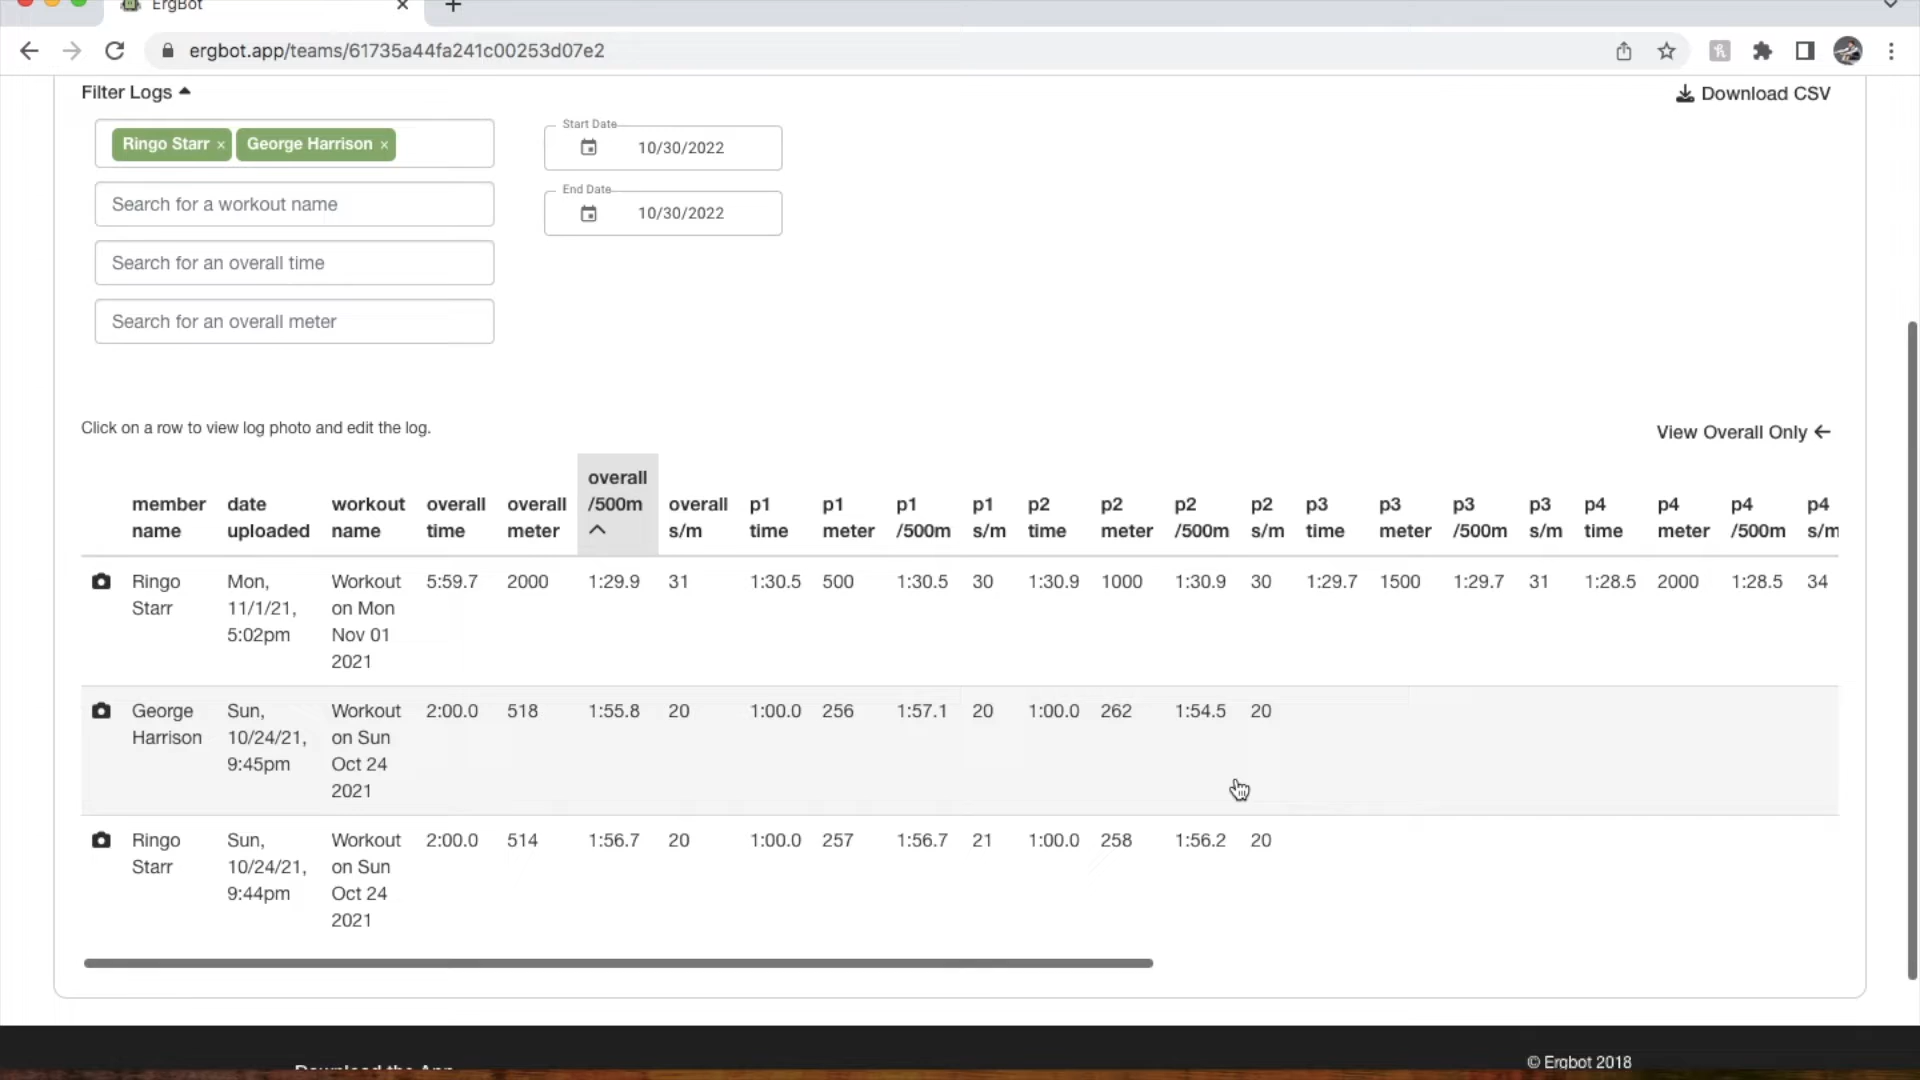 ErgBot
ergbot.app/teams/61735a44fa241c00253d07e2
Filter Logs
Download CSV
Ringo Starr × George Harrison ×
Start Date
10/30/2022
Search for a workout name
End Date
10/30/2022
Search for an overall time
Search for an overall meter
Click on a row to view log photo and edit the log.
View Overall Only
member name date uploaded workout name overall time overall meter overall /500m overall s/m p1 time p1 meter p1 /500m p1 s/m p2 time p2 meter p2 /500m p2 s/m p3 time p3 meter p3 /500m p3 s/m p4 time p4 meter p4 /500m p4 s/m
Ringo Starr Mon, 11/1/21, 5:02pm Workout on Mon Nov 01 2021 5:59.7 2000 1:29.9 31 1:30.5 500 1:30.5 30 1:30.9 1000 1:30.9 30 1:29.7 1500 1:29.7 31 1:28.5 2000 1:28.5 34
George Harrison Sun, 10/24/21, 9:45pm Workout on Sun Oct 24 2021 2:00.0 518 1:55.8 20 1:00.0 256 1:57.1 20 1:00.0 262 1:54.5 20
Ringo Starr Sun, 10/24/21, 9:44pm Workout on Sun Oct 24 2021 2:00.0 514 1:56.7 20 1:00.0 257 1:56.7 21 1:00.0 258 1:56.2 20
Download the App
© Ergbot 2018